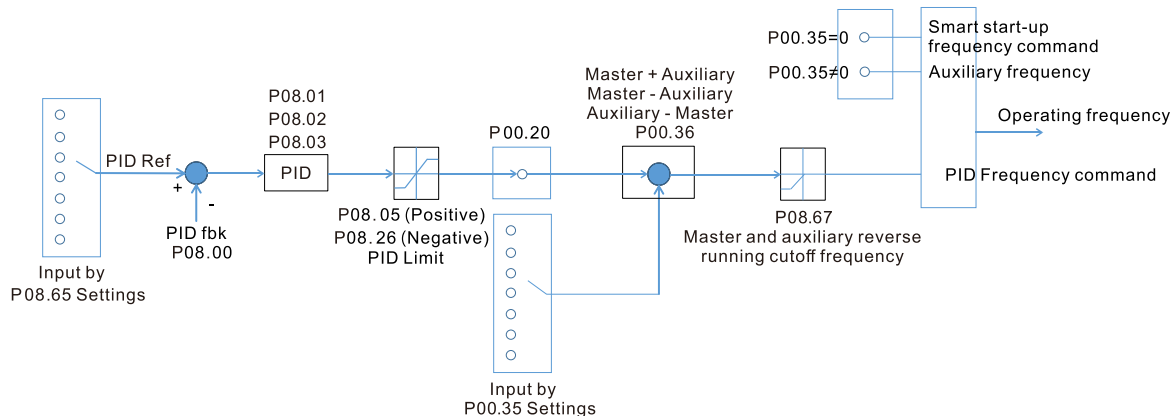 P00.35=0
Smart start-up
frequency command
P00.35≠0
Auxiliary frequency
Operating frequency
PID Frequency command
Master + Auxiliary
Master - Auxiliary
Auxiliary - Master
P00.36
P08.01
P08.02
P08.03
PID
P00.20
PID Ref
+
-
PID fbk
P08.00
P08.05 (Positive)
P08.26 (Negative)
PID Limit
P08.67
Master and auxiliary reverse
running cutoff frequency
Input by
P08.65 Settings
Input by
P00.35 Settings